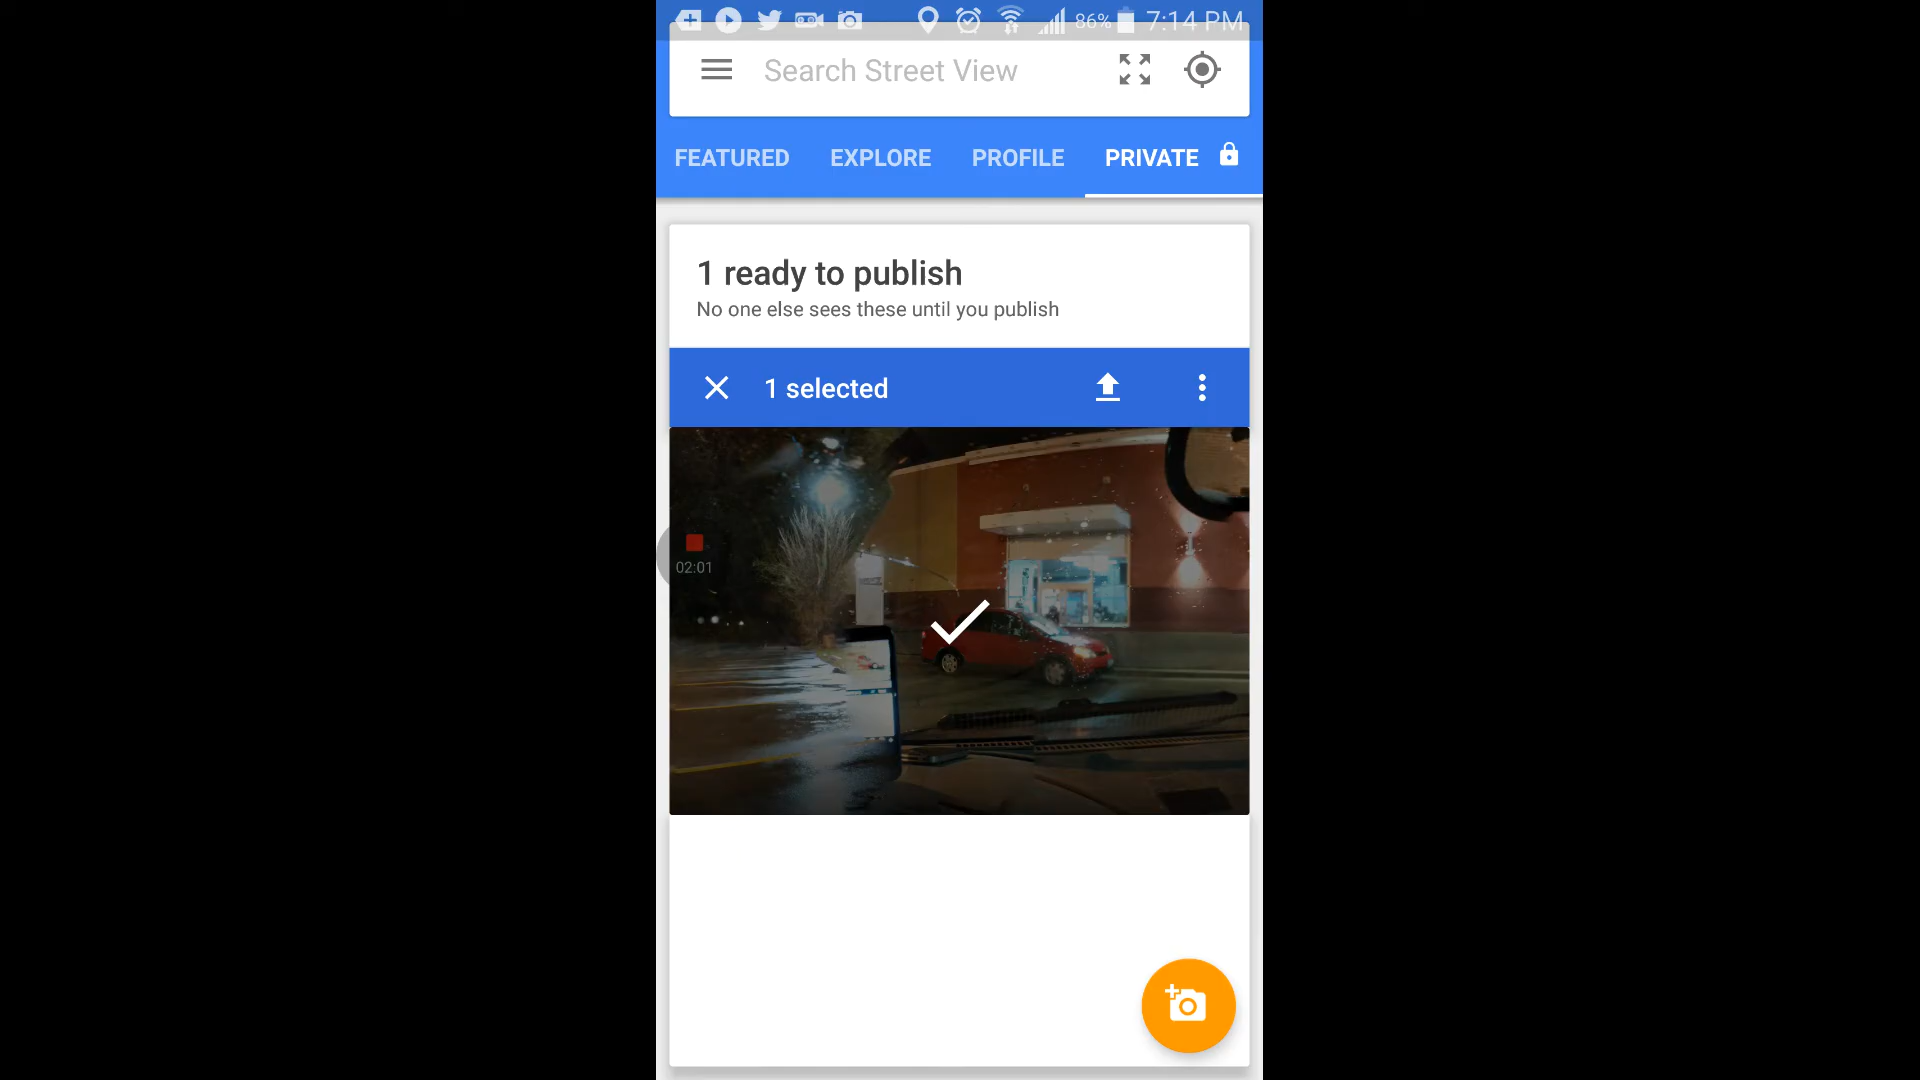 86% 7:14 PM
Search Street View
FEATURED EXPLORE PROFILE PRIVATE
1 ready to publish
No one else sees these until you publish
1 selected
02:01